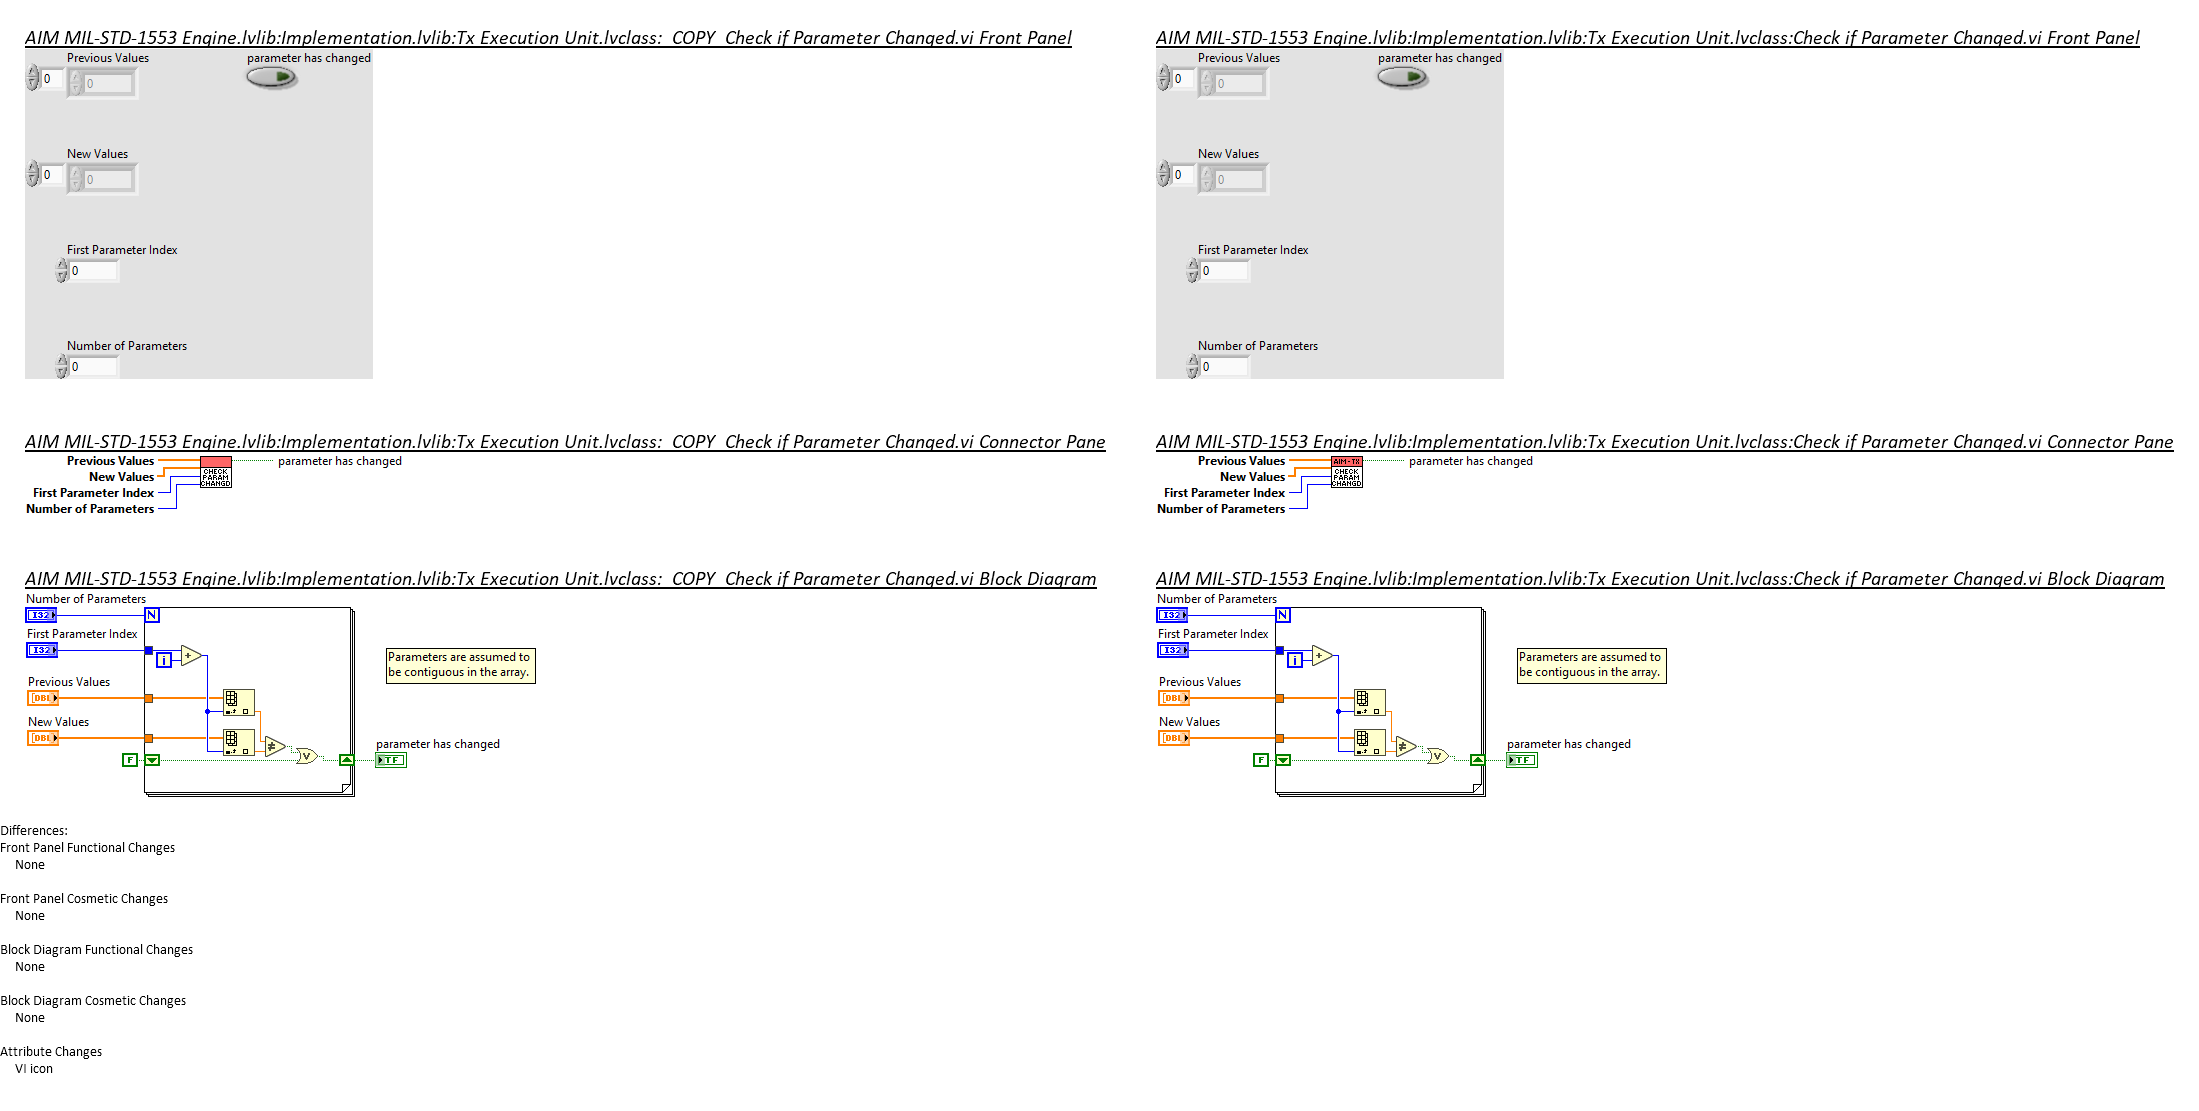 AIM MIL-STD-1553 Engine.lvlib:Implementation.lvlib:Tx Execution Unit.lvclass:_COPY_Check if Parameter Changed.vi Front Panel
Previous Values
parameter has changed
0
0
New Values
0
0
First Parameter Index
0
Number of Parameters
0
AIM MIL-STD-1553 Engine.lvlib:Implementation.lvlib:Tx Execution Unit.lvclass:Check if Parameter Changed.vi Front Panel
Previous Values
parameter has changed
0
0
New Values
0
0
First Parameter Index
0
Number of Parameters
0
AIM MIL-STD-1553 Engine.lvlib:Implementation.lvlib:Tx Execution Unit.lvclass:_COPY_Check if Parameter Changed.vi Connector Pane
Previous Values
New Values
First Parameter Index
Number of Parameters
CHECK
PARAM
CHANGD
parameter has changed
AIM MIL-STD-1553 Engine.lvlib:Implementation.lvlib:Tx Execution Unit.lvclass:Check if Parameter Changed.vi Connector Pane
Previous Values
New Values
First Parameter Index
Number of Parameters
AIM-TX
CHECK
PARAM
CHANGD
parameter has changed
AIM MIL-STD-1553 Engine.lvlib:Implementation.lvlib:Tx Execution Unit.lvclass:_COPY_Check if Parameter Changed.vi Block Diagram
Number of Parameters
I32
N
First Parameter Index
I32
i
+
Parameters are assumed to
be contiguous in the array.
Previous Values
[DBL]
New Values
[DBL]
≠
V
F
parameter has changed
TF
AIM MIL-STD-1553 Engine.lvlib:Implementation.lvlib:Tx Execution Unit.lvclass:Check if Parameter Changed.vi Block Diagram
Number of Parameters
I32
N
First Parameter Index
I32
i
+
Parameters are assumed to
be contiguous in the array.
Previous Values
[DBL]
New Values
[DBL]
≠
V
F
parameter has changed
TF
Differences:
Front Panel Functional Changes
None
Front Panel Cosmetic Changes
None
Block Diagram Functional Changes
None
Block Diagram Cosmetic Changes
None
Attribute Changes
VI icon